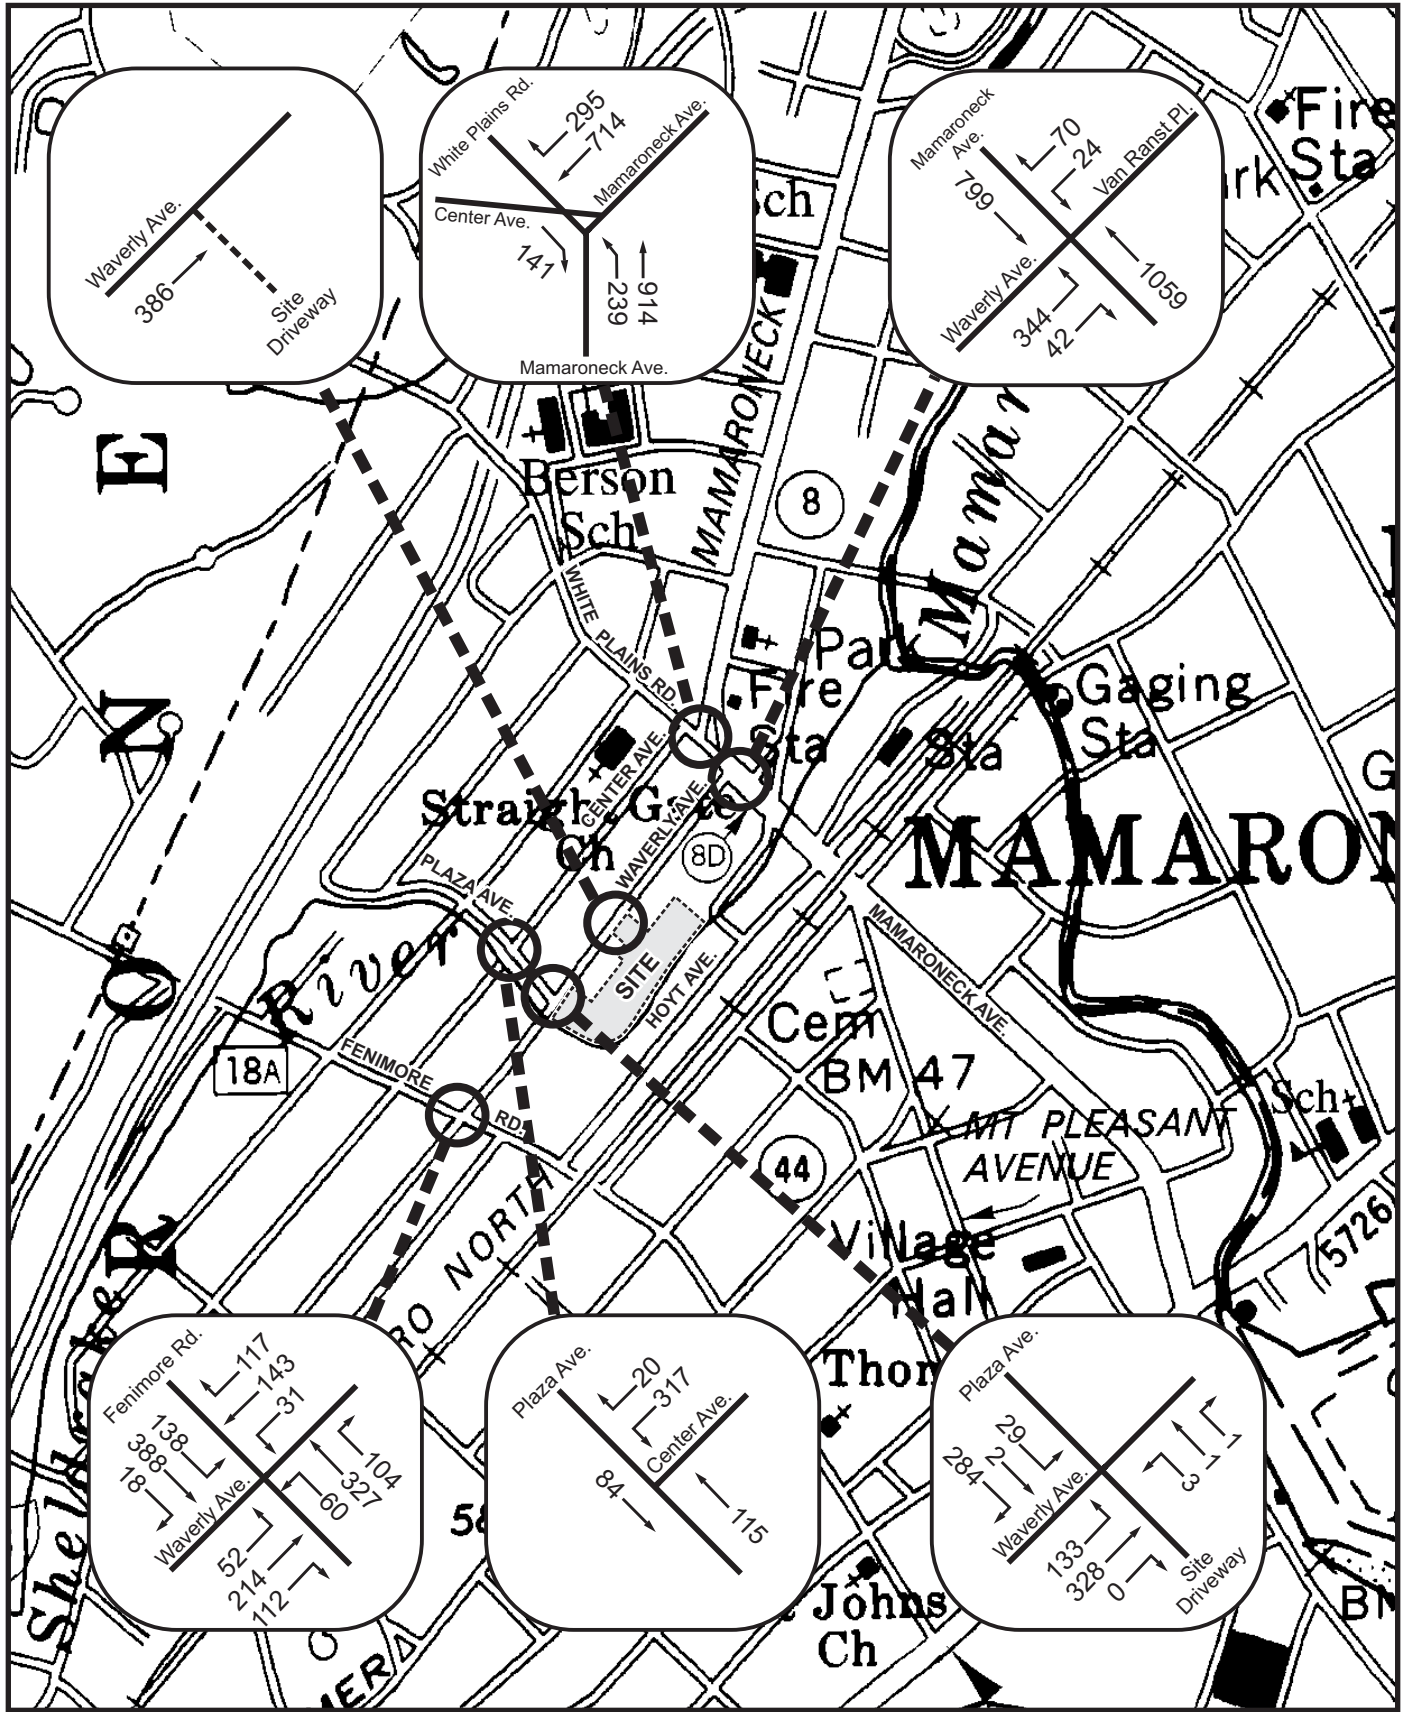 Waverly Ave.
386
Site
Driveway
White Plains Rd.
295
714
Mamaroneck Ave.
Center Ave.
141
239
914
Mamaroneck Ave.
Mamaroneck
Ave.
70
24
Van Ranst Pl.
799
Waverly Ave.
344
42
1059
Fire
Sta
MAMARONECK
Berson
Sch
8
Mamar
WHITE PLAINS RD.
Park
Fire
Sta
Gaging
Sta
Sta
CENTER AVE.
WAVERLY AVE.
8D
MAMARON
PLAZA AVE.
SITE
HOYT AVE.
MAMARONECK AVE.
River
18A
FENIMORE RD.
Cem
BM 47
MT PLEASANT
AVENUE
Sch
44
NORTH
Village
Hall
5726
Thom
Johns
Ch
Fenimore Rd.
117
143
31
138
388
18
Waverly Ave.
52
214
112
60
327
104
Plaza Ave.
20
317
Center Ave.
84
115
Plaza Ave.
29
2
284
Waverly Ave.
133
328
0
3
1
1
Site
Driveway